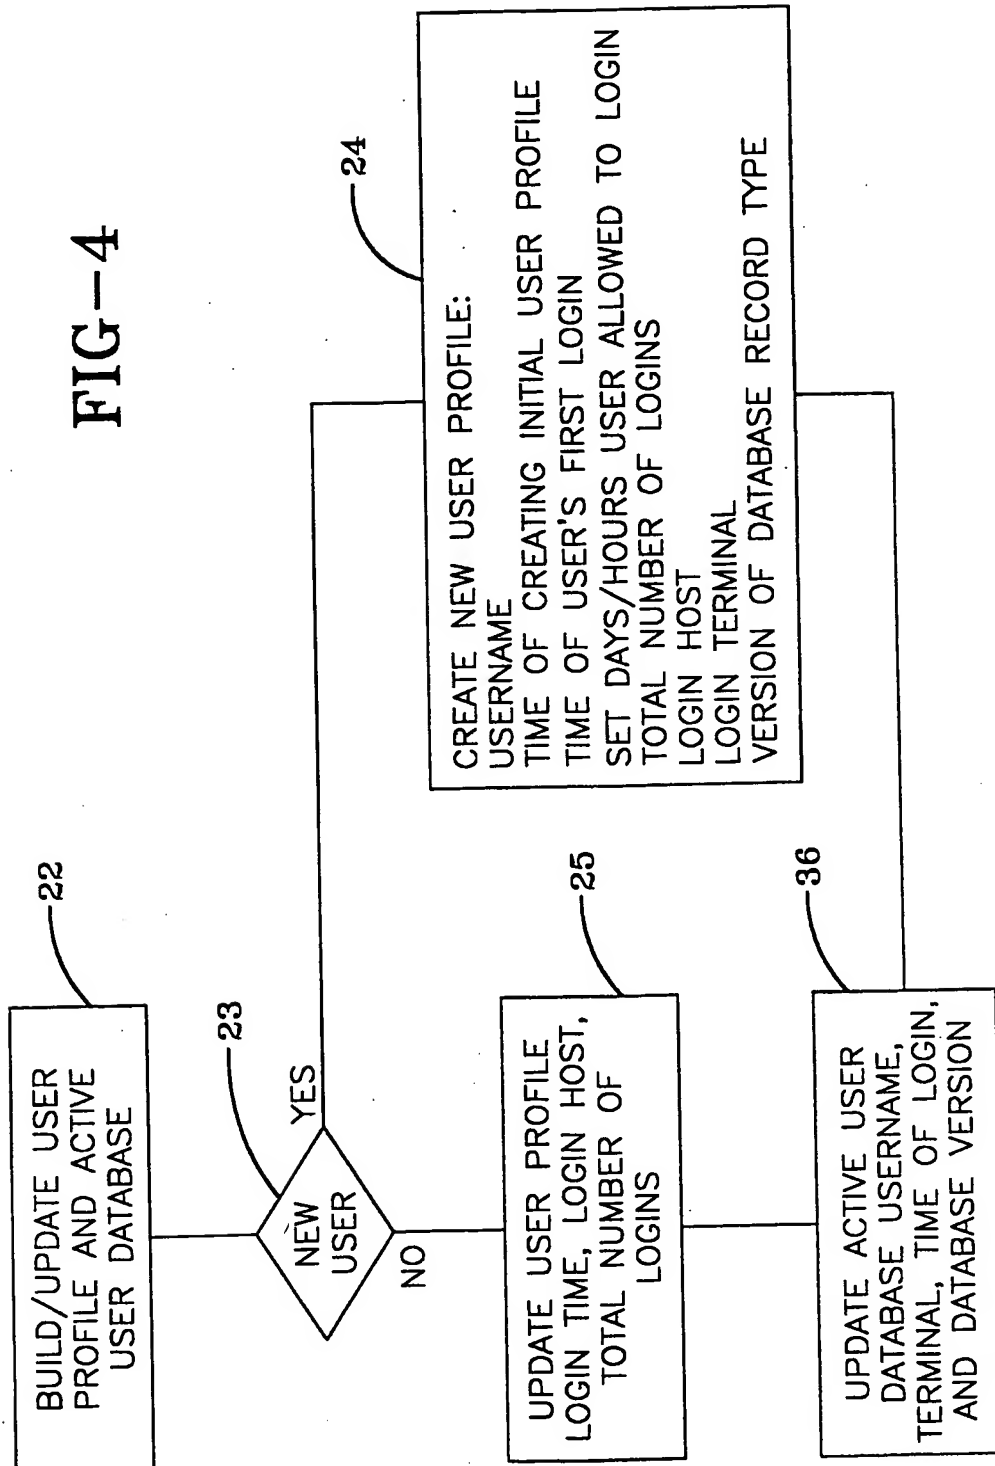 FIG-4
22
BUILD/UPDATE USER
PROFILE AND ACTIVE
USER DATABASE
23
NEW
USER
YES
NO
24
CREATE NEW USER PROFILE:
USERNAME
TIME OF CREATING INITIAL USER PROFILE
TIME OF USER'S FIRST LOGIN
SET DAYS/HOURS USER ALLOWED TO LOGIN
TOTAL NUMBER OF LOGINS
LOGIN HOST
LOGIN TERMINAL
VERSION OF DATABASE RECORD TYPE
25
UPDATE USER PROFILE
LOGIN TIME, LOGIN HOST,
TOTAL NUMBER OF
LOGINS
36
UPDATE ACTIVE USER
DATABASE USERNAME,
TERMINAL, TIME OF LOGIN,
AND DATABASE VERSION